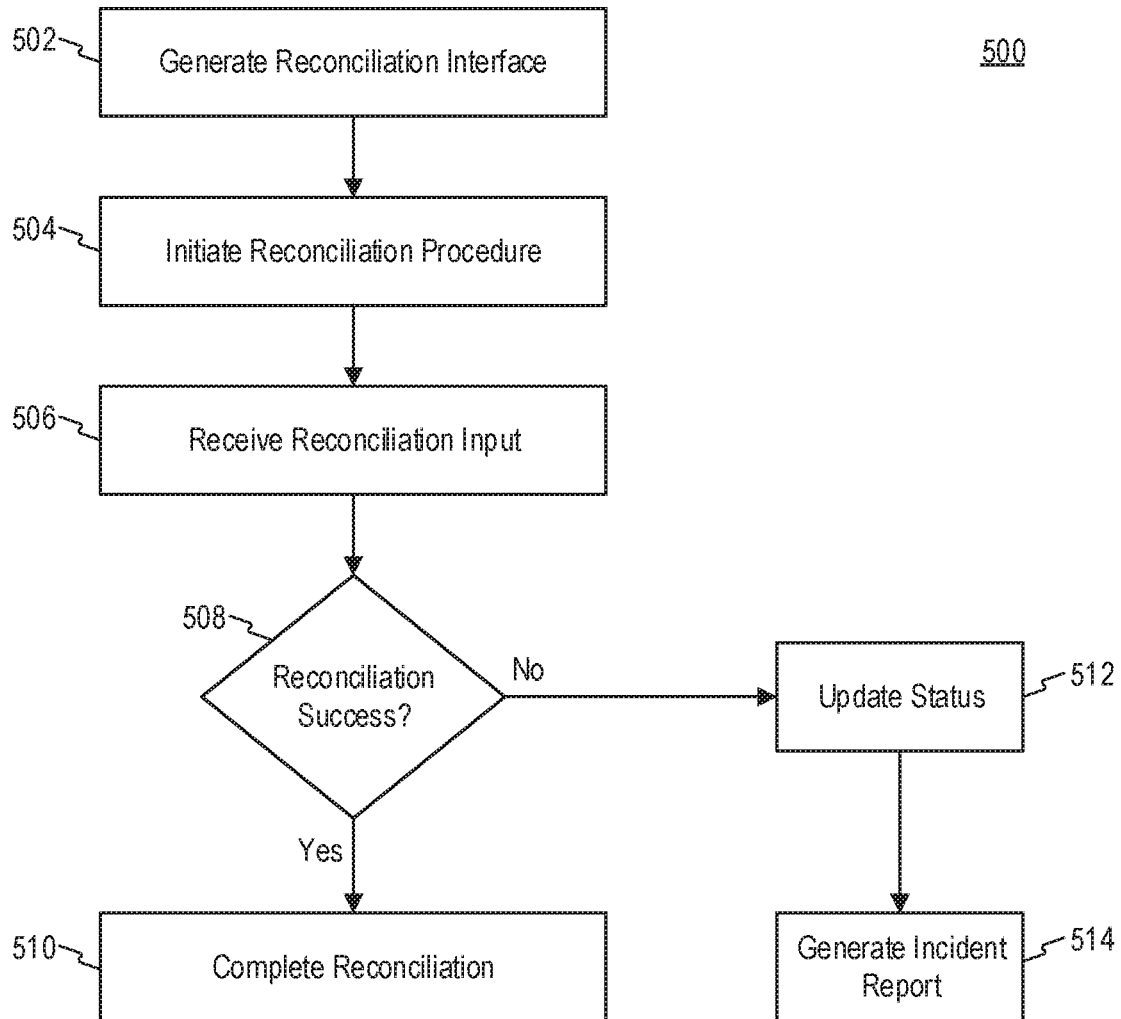 502
Generate Reconciliation Interface
500
504
Initiate Reconciliation Procedure
506
Receive Reconciliation Input
508
Reconciliation
Success?
No
Update Status
512
Yes
510
Complete Reconciliation
Generate Incident
Report
514